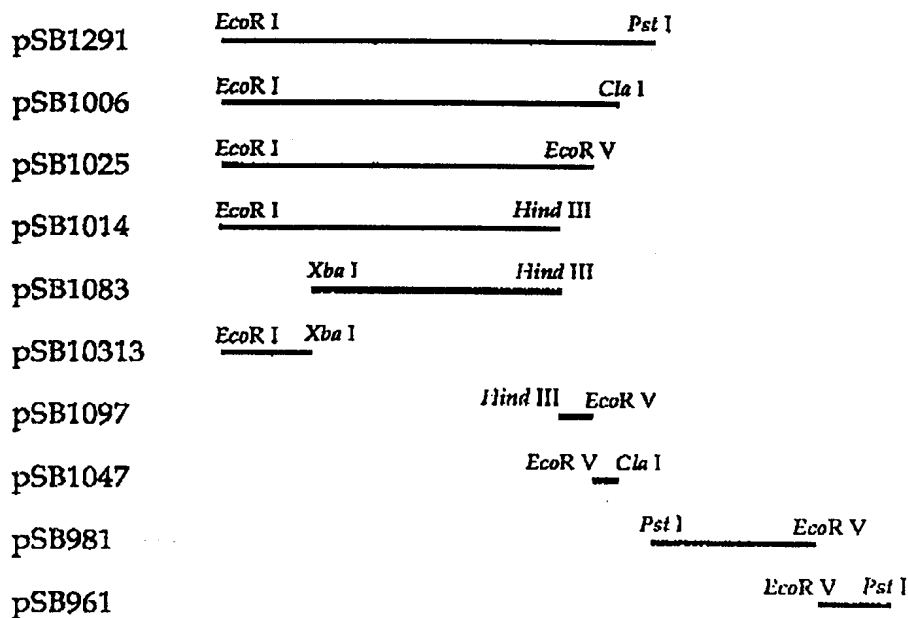 pSB1291 EcoR I Pst I
pSB1006 EcoR I Cla I
pSB1025 EcoR I EcoR V
pSB1014 EcoR I Hind III
pSB1083 Xba I Hind III
pSB10313 EcoR I Xba I
pSB1097 Hind III EcoR V
pSB1047 EcoR V Cla I
pSB981 Pst I EcoR V
pSB961 EcoR V Pst I